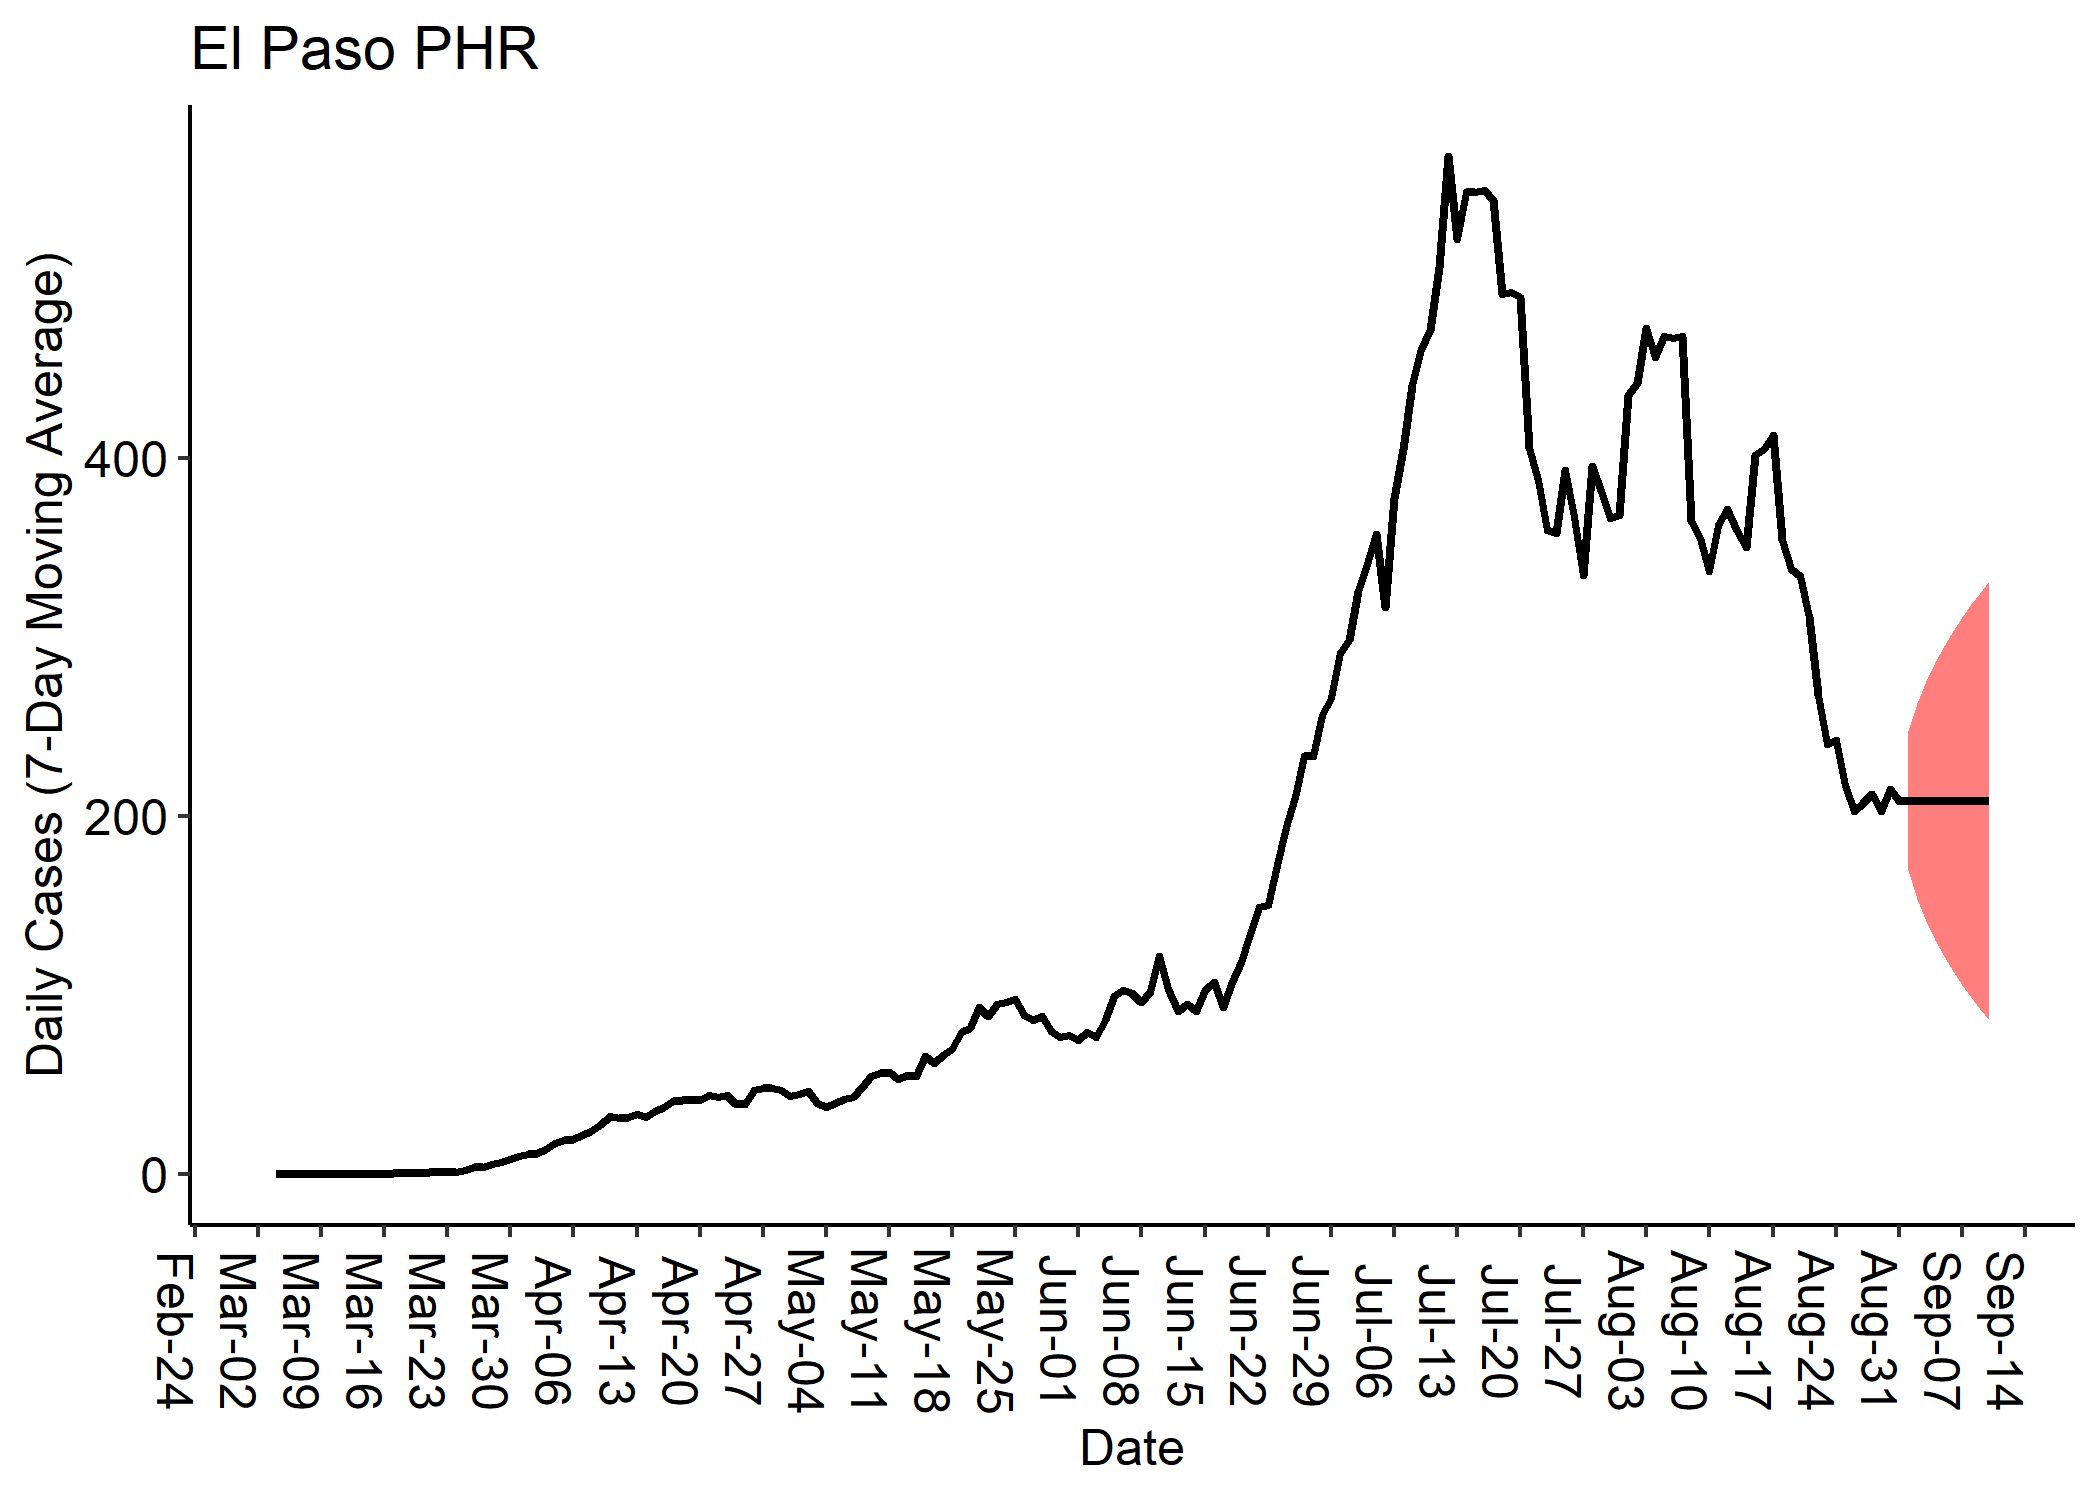 El Paso PHR
Daily Cases (7-Day Moving Average)
400
200
0
Feb-24
Mar-02
Mar-09
Mar-16
Mar-23
Mar-30
Apr-06
Apr-13
Apr-20
Apr-27
May-04
May-11
May-18
May-25
Jun-01
Jun-08
Jun-15
Jun-22
Jun-29
Jul-06
Jul-13
Jul-20
Jul-27
Aug-03
Aug-10
Aug-17
Aug-24
Aug-31
Sep-07
Sep-14
Date